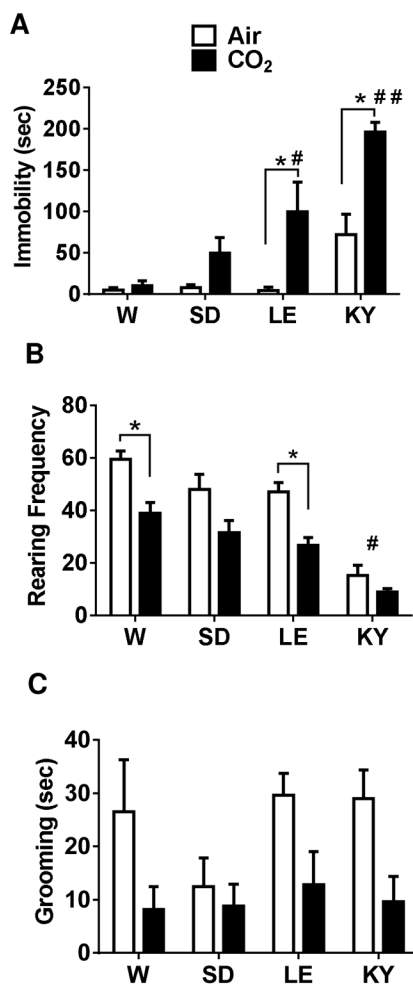 A
Air
CO₂
Immobility (sec)
250
200
150
100
50
0
* # #
* #
W SD LE KY
B
Rearing Frequency
80
60
40
20
0
*
*
#
W SD LE KY
C
Grooming (sec)
40
30
20
10
0
W SD LE KY